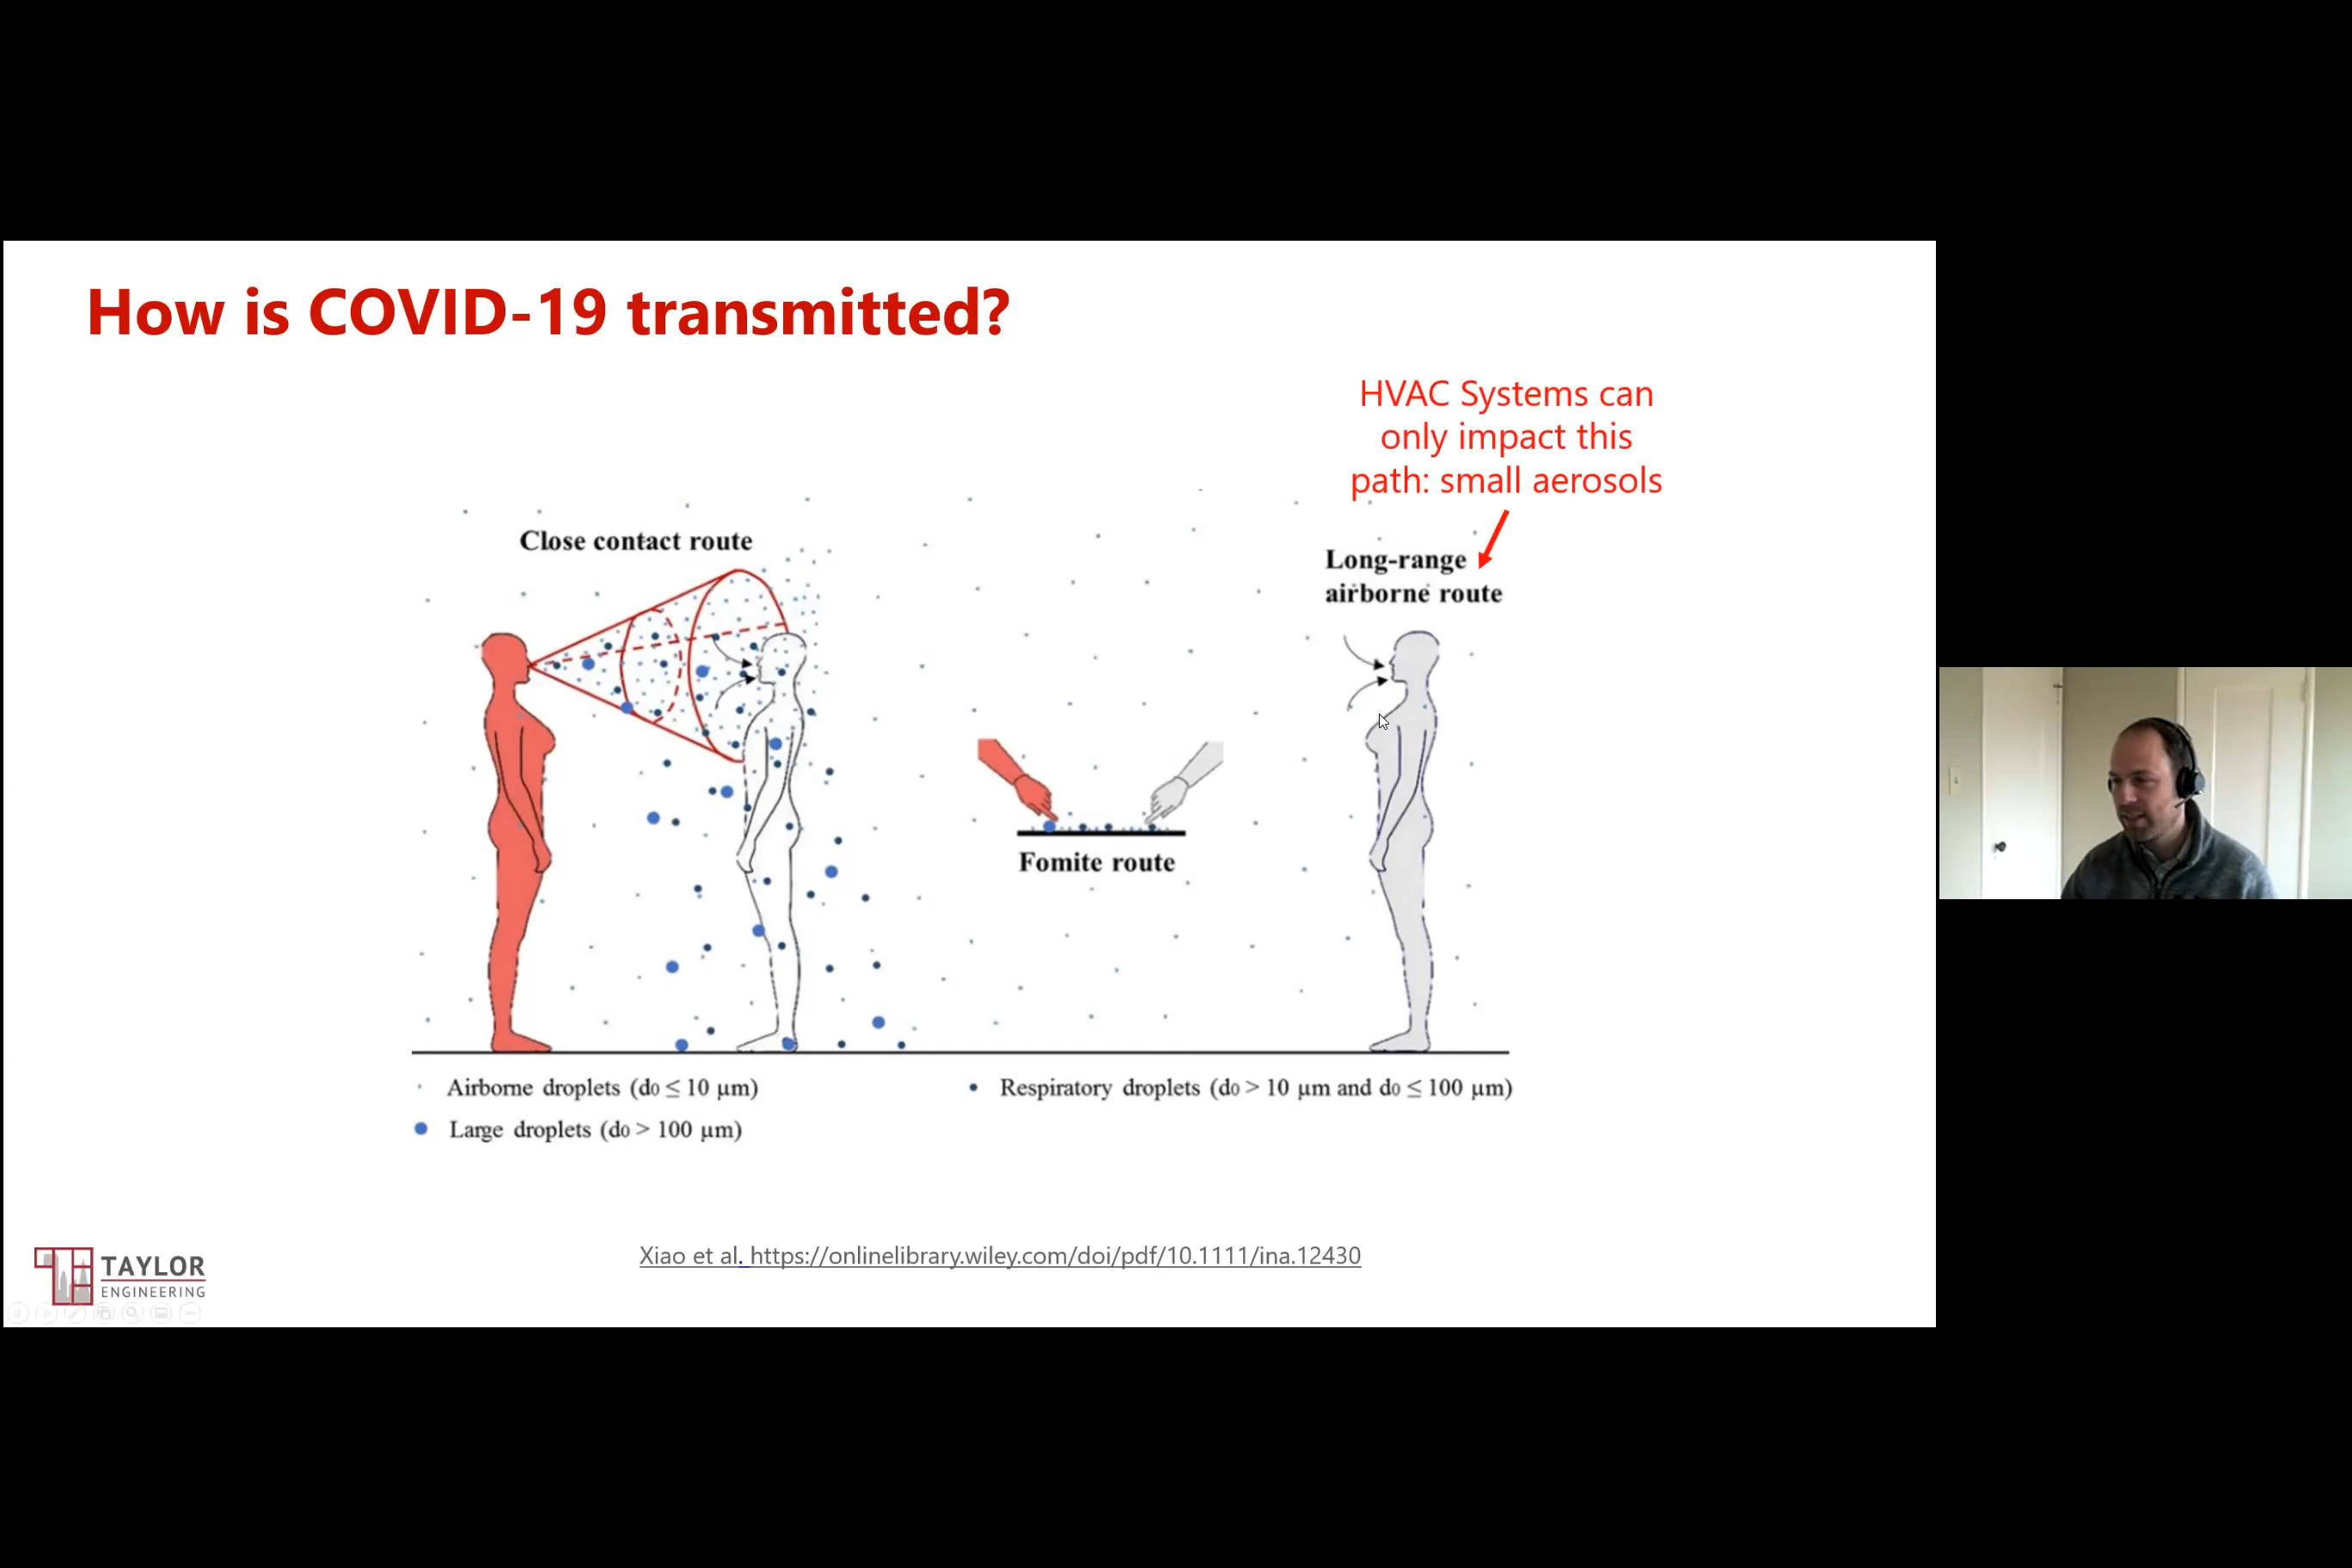 How is COVID-19 transmitted?
HVAC Systems can
only impact this
path: small aerosols
Close contact route
Long-range
airborne route
Fomite route
Airborne droplets (d0 ≤ 10 µm)
Respiratory droplets (d0 > 10 µm and d0 ≤ 100 µm)
Large droplets (d0 > 100 µm)
Xiao et al. https://onlinelibrary.wiley.com/doi/pdf/10.1111/ina.12430
TAYLOR
ENGINEERING